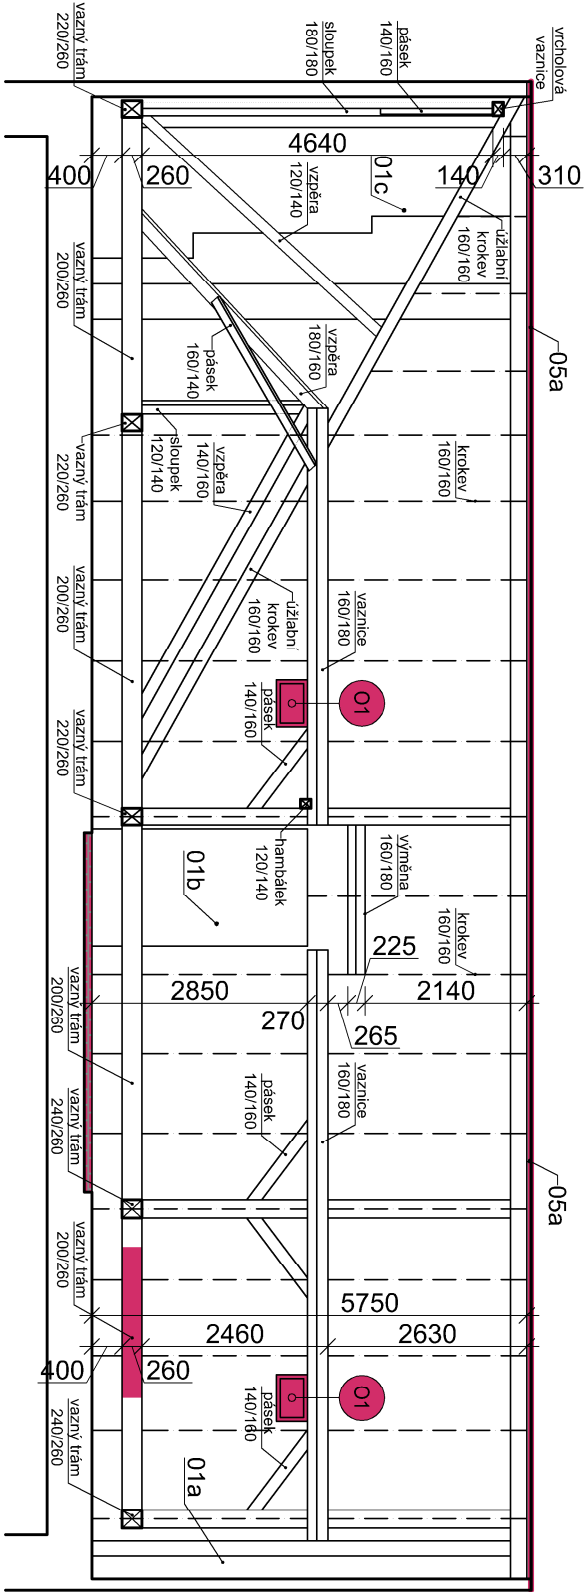 vazný trám
220/260
sloupek
180/180
pásek
140/160
vrcholová
vaznice
4640
400
260
140
310
vzpěra
120/140
01c
úžlabní
krokev
160/160
vazný trám
200/260
pásek
160/140
vzpěra
180/160
05a
vazný trám
220/260
sloupek
120/140
vzpěra
140/160
krokev
160/160
vazný trám
200/260
úžlabní
krokev
160/160
vaznice
160/180
pásek
140/160
01
vazný trám
220/260
hambálek
120/140
výměna
160/180
01b
krokev
160/160
225
2850
2140
270
265
vazný trám
200/260
pásek
140/160
vaznice
160/180
vazný trám
240/260
05a
vazný trám
200/260
5750
2460
2630
400
260
pásek
140/160
01
vazný trám
240/260
01a